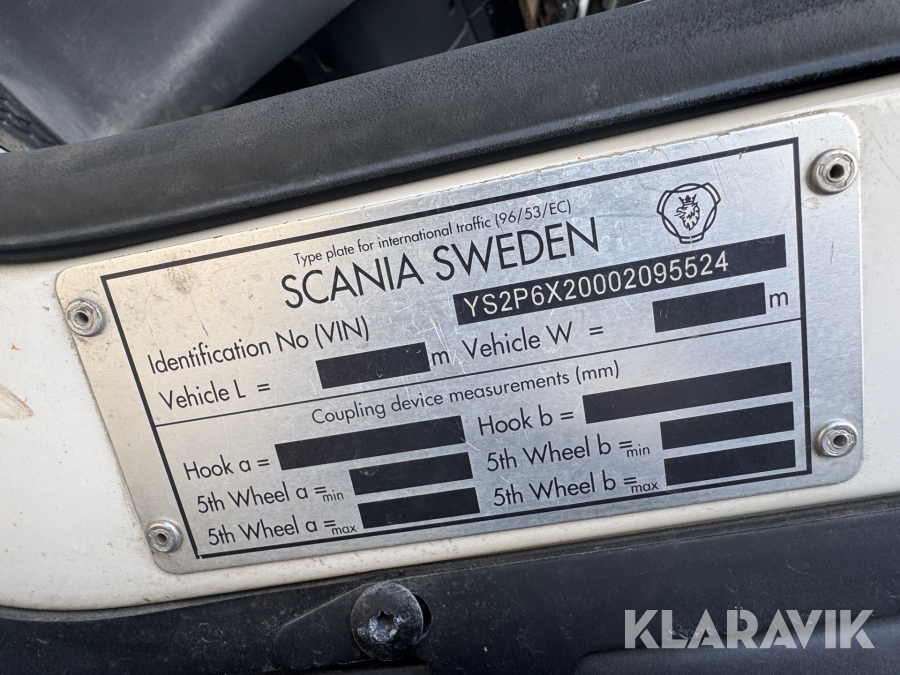 Type plate for international traffic (96/53/EC)
SCANIA SWEDEN
Identification No (VIN) YS2P6X20002095524
Vehicle L = m Vehicle W = m
Coupling device measurements (mm)
Hook a = Hook b =
5th Wheel a =min 5th Wheel b =min
5th Wheel a =max 5th Wheel b =max
KLARAVIK